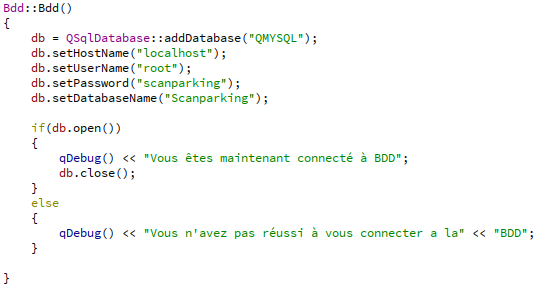 Bdd::Bdd()
{
    db = QSqlDatabase::addDatabase("QMYSQL");
    db.setHostName("localhost");
    db.setUserName("root");
    db.setPassword("scanparking");
    db.setDatabaseName("Scanparking");

    if(db.open())
    {
        qDebug() << "Vous êtes maintenant connecté à BDD";
        db.close();
    }
    else
    {
        qDebug() << "Vous n'avez pas réussi à vous connecter a la" << "BDD";
    }

}